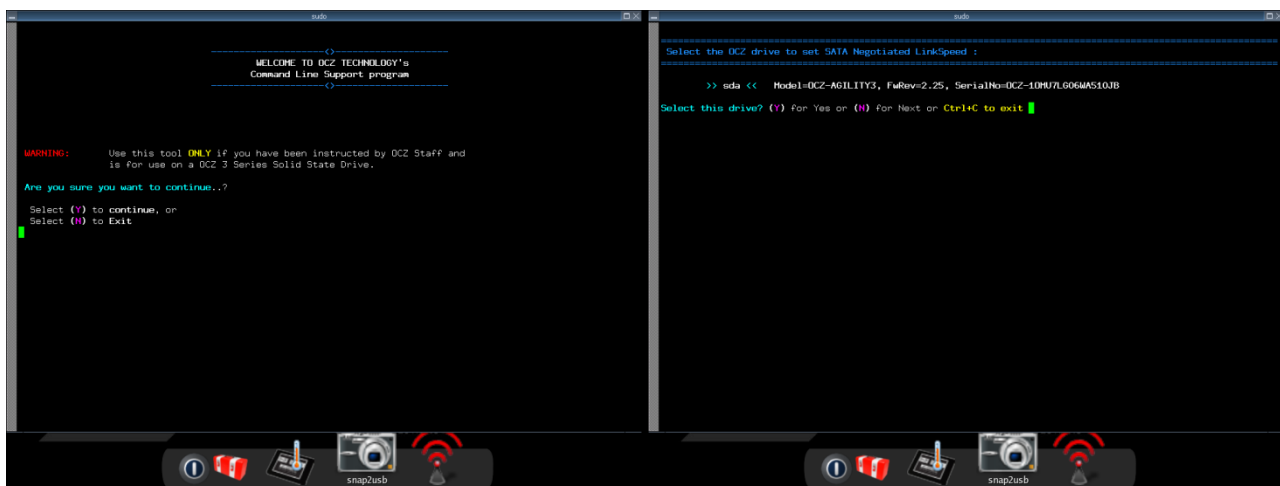 sudo
WELCOME TO OCZ TECHNOLOGY's
Command Line Support program
WARNING: Use this tool ONLY if you have been instructed by OCZ Staff and
is for use on a OCZ 3 Series Solid State Drive.
Are you sure you want to continue..?
Select (Y) to continue, or
Select (N) to Exit
snap2usb
sudo
Select the OCZ drive to set SATA Negotiated LinkSpeed :
>> sda << Model=OCZ-AGILITY3, FwRev=2.25, SerialNo=OCZ-10MU7LG06WA510JB
Select this drive? (Y) for Yes or (N) for Next or Ctrl+C to exit
snap2usb